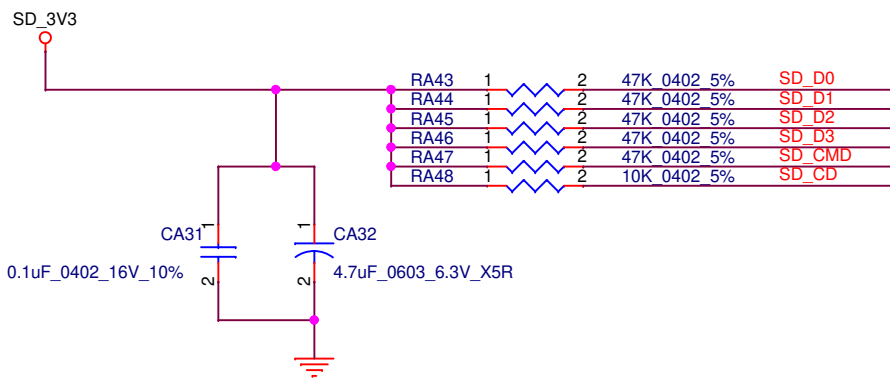 SD_3V3
RA43 1 2 47K_0402_5% SD_D0
RA44 1 2 47K_0402_5% SD_D1
RA45 1 2 47K_0402_5% SD_D2
RA46 1 2 47K_0402_5% SD_D3
RA47 1 2 47K_0402_5% SD_CMD
RA48 1 2 10K_0402_5% SD_CD
1 1
CA31 CA32
0.1uF_0402_16V_10% 4.7uF_0603_6.3V_X5R
2 2